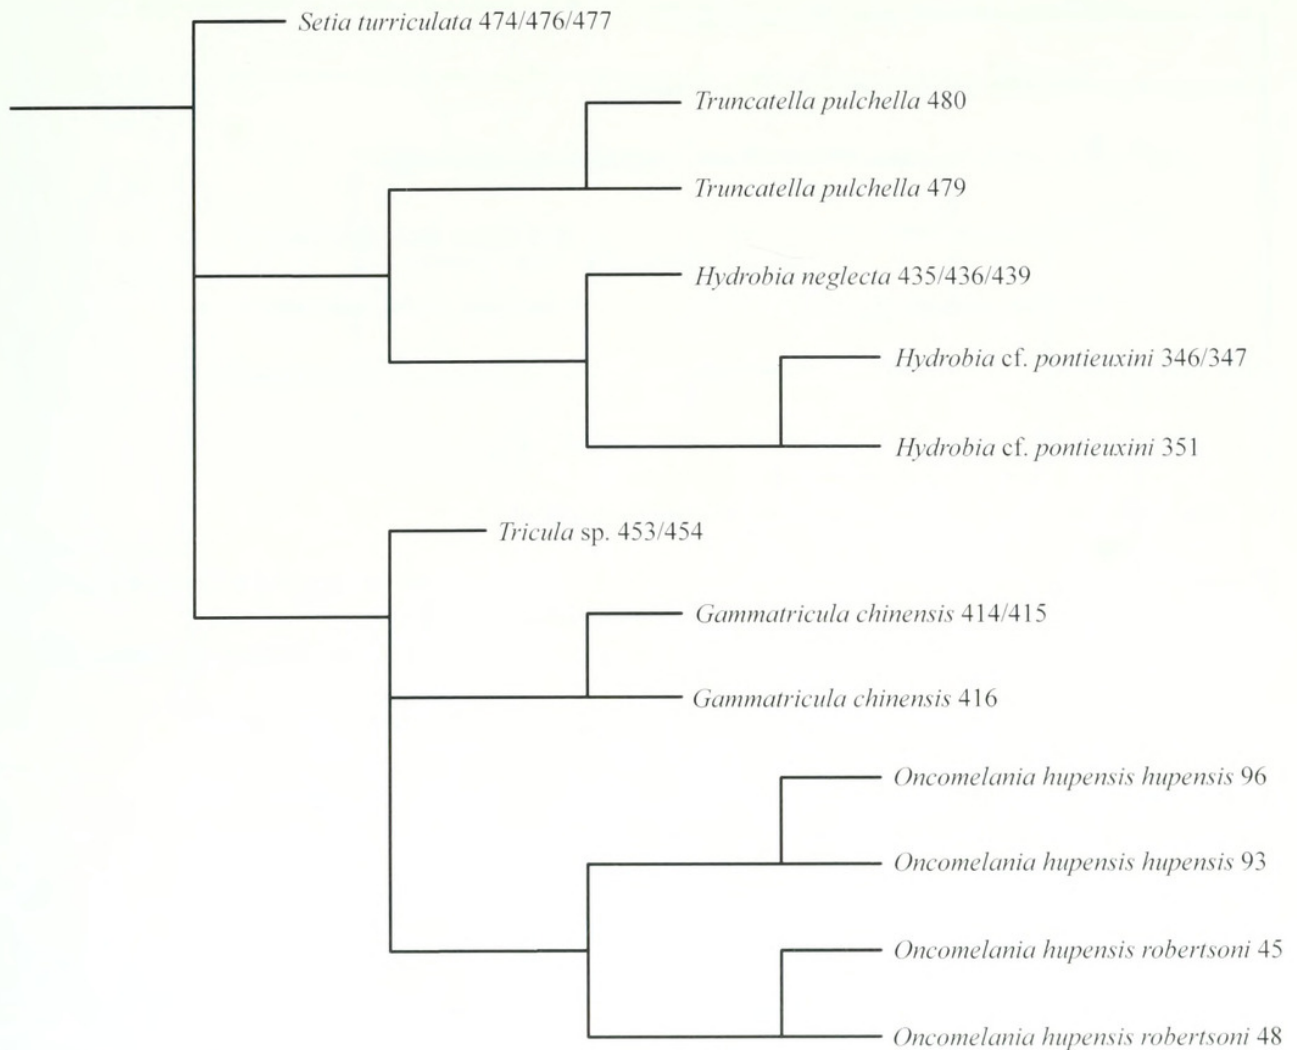 Setia turriculata 474/476/477
Truncatella pulchella 480
Truncatella pulchella 479
Hydrobia neglecta 435/436/439
Hydrobia cf. pontieuxini 346/347
Hydrobia cf. pontieuxini 351
Tricula sp. 453/454
Gammatricula chinensis 414/415
Gammatricula chinensis 416
Oncomelania hupensis hupensis 96
Oncomelania hupensis hupensis 93
Oncomelania hupensis robertsoni 45
Oncomelania hupensis robertsoni 48